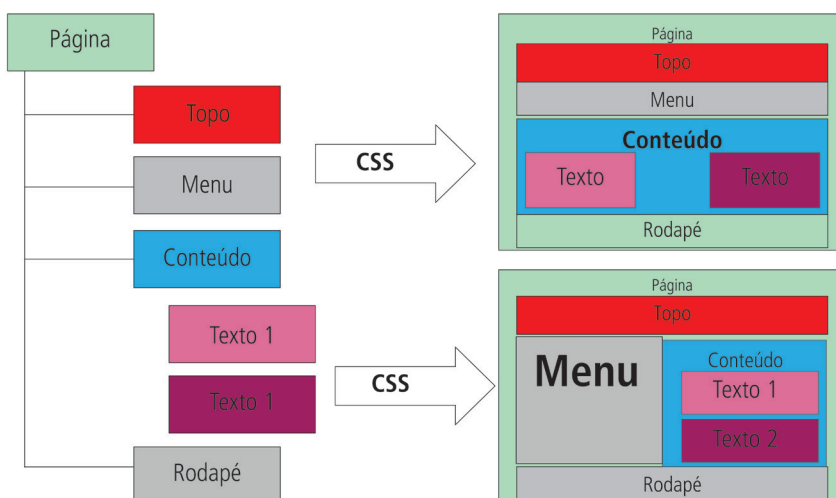 Página
Topo
Menu
Conteúdo
Texto 1
Texto 1
Rodapé
CSS
CSS
Página
Topo
Menu
Conteúdo
Texto
Texto
Rodapé
Página
Topo
Menu
Conteúdo
Texto 1
Texto 2
Rodapé